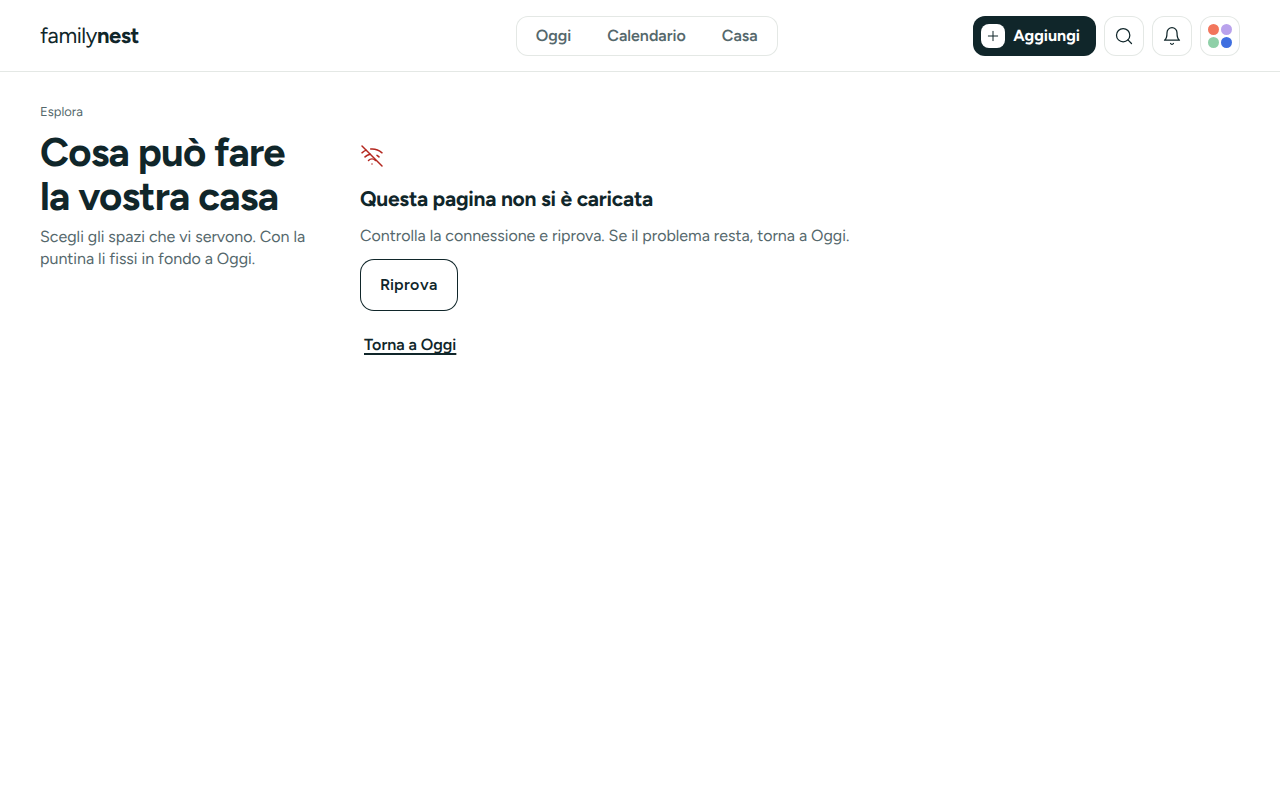 familynest
Oggi
Calendario
Casa
Aggiungi
Esplora
Cosa può fare
la vostra casa
Scegli gli spazi che vi servono. Con la
puntina li fissi in fondo a Oggi.
Questa pagina non si è caricata
Controlla la connessione e riprova. Se il problema resta, torna a Oggi.
Riprova
Torna a Oggi